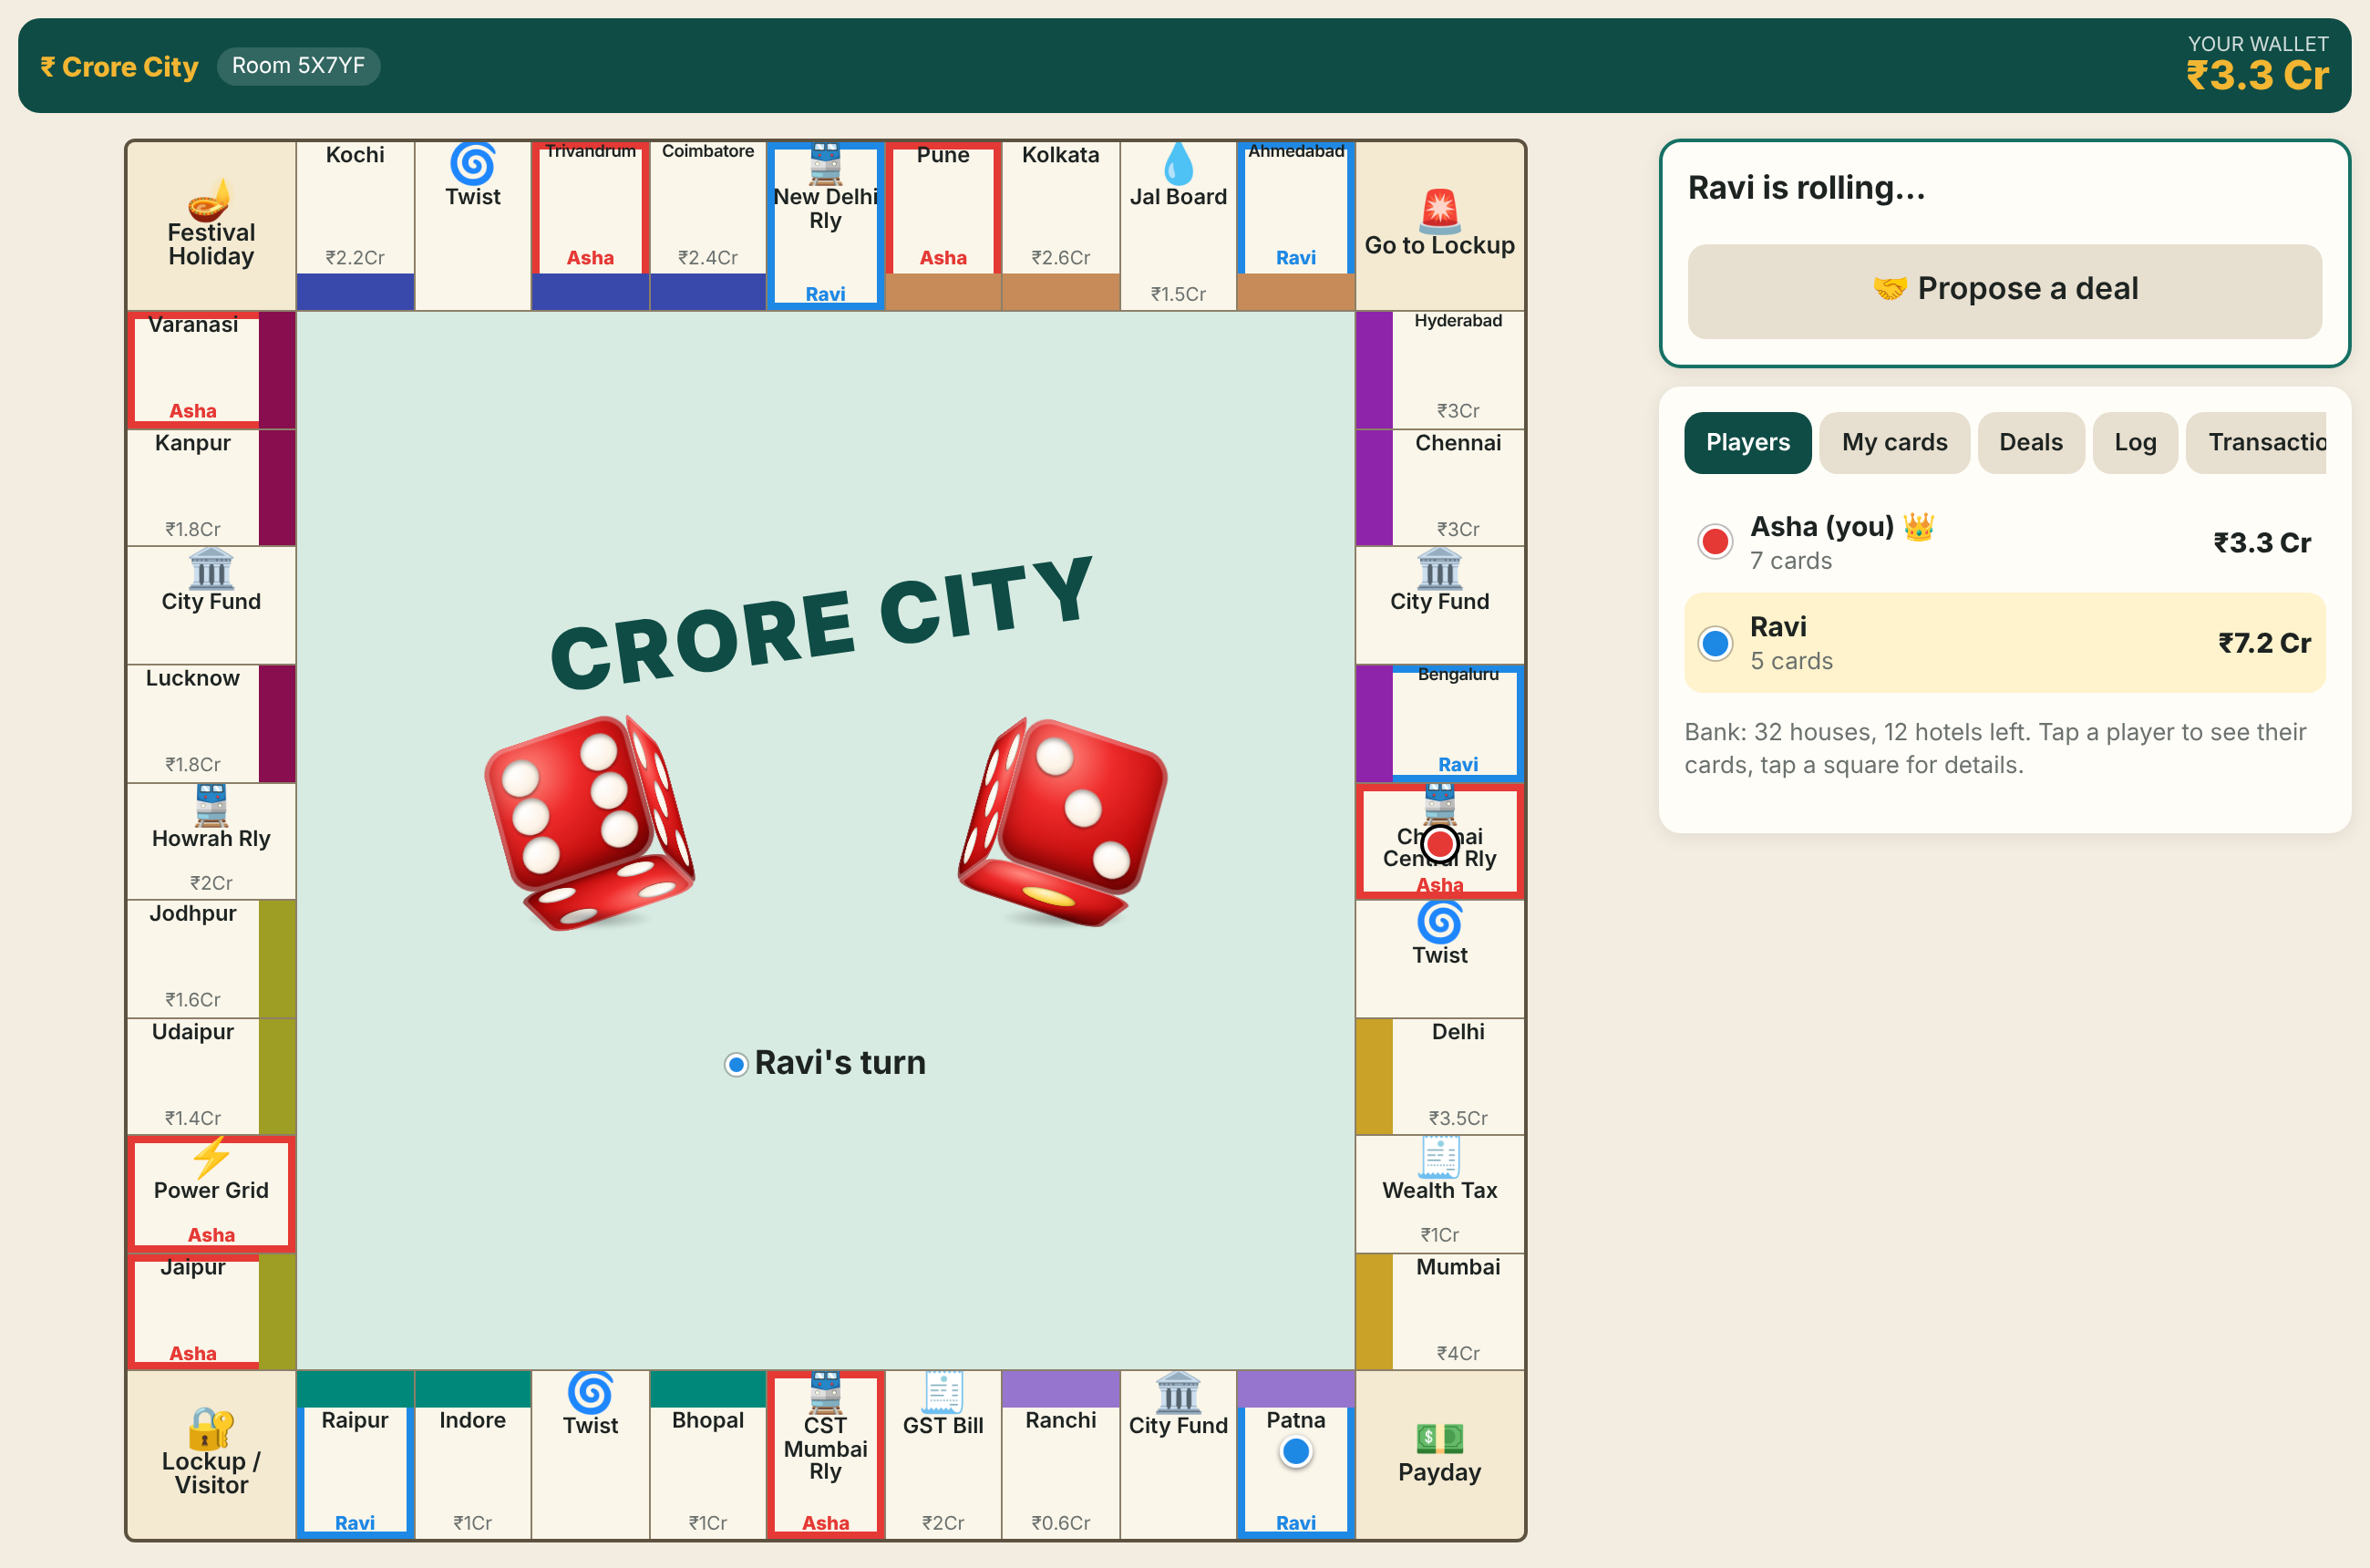 ₹ Crore City
Room 5X7YF
YOUR WALLET
₹3.3 Cr
Festival
Holiday
Kochi
₹2.2Cr
Twist
Trivandrum
Asha
Coimbatore
₹2.4Cr
New Delhi
Rly
Ravi
Pune
Asha
Kolkata
₹2.6Cr
Jal Board
₹1.5Cr
Ahmedabad
Ravi
Go to Lockup
Varanasi
Asha
Kanpur
₹1.8Cr
City Fund
Lucknow
₹1.8Cr
Howrah Rly
₹2Cr
Jodhpur
₹1.6Cr
Udaipur
₹1.4Cr
Power Grid
Asha
Jaipur
Asha
CRORE CITY
Ravi's turn
Hyderabad
₹3Cr
Chennai
₹3Cr
City Fund
Bengaluru
Ravi
Central Rly
Asha
Twist
Delhi
₹3.5Cr
Wealth Tax
₹1Cr
Mumbai
₹4Cr
Lockup /
Visitor
Raipur
Ravi
Indore
₹1Cr
Twist
Bhopal
₹1Cr
CST
Mumbai
Rly
Asha
GST Bill
₹2Cr
Ranchi
₹0.6Cr
City Fund
Patna
Ravi
Payday
Ravi is rolling...
Propose a deal
Players
My cards
Deals
Log
Asha (you)
7 cards
₹3.3 Cr
Ravi
5 cards
₹7.2 Cr
Bank: 32 houses, 12 hotels left. Tap a player to see their
cards, tap a square for details.